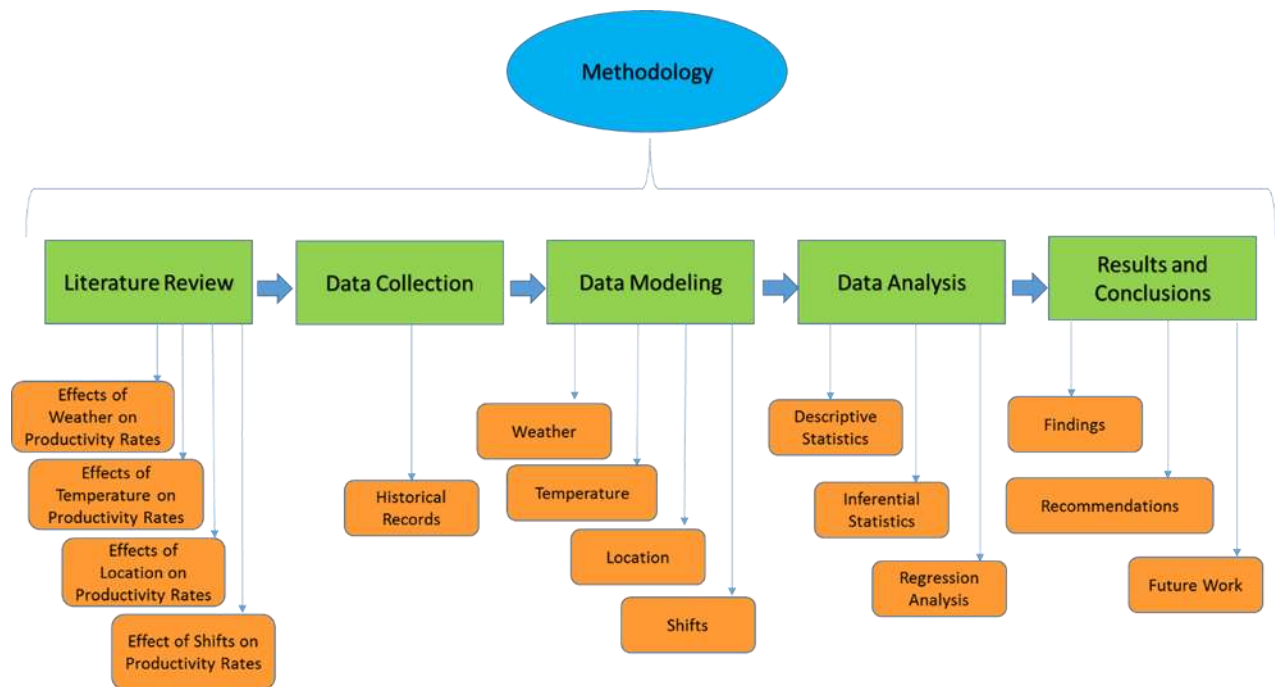 Methodology
Literature Review
Data Collection
Data Modeling
Data Analysis
Results and
Conclusions
Effects of
Weather on
Productivity Rates
Effects of
Temperature on
Productivity Rates
Effects of
Location on
Productivity Rates
Effect of Shifts on
Productivity Rates
Historical
Records
Weather
Temperature
Location
Shifts
Descriptive
Statistics
Inferential
Statistics
Regression
Analysis
Findings
Recommendations
Future Work